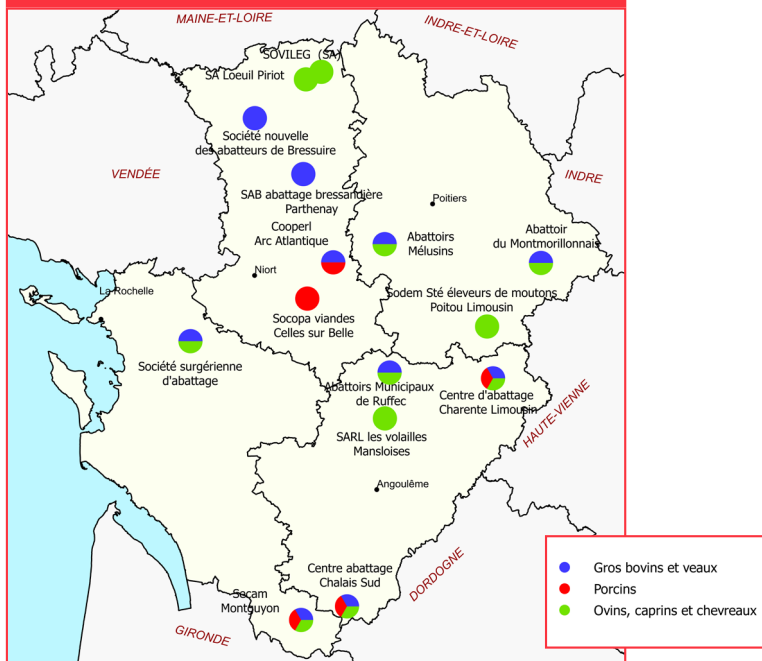 MAINE-ET-LOIRE
INDRE-ET-LOIRE
SOVILEG (SA)
SA Loeuil Piriot
Société nouvelle
des abatteurs de Bressuire
VENDÉE
INDRE
SAB abattage bressandière
Parthenay
Poitiers
Cooperl
Arc Atlantique
Abattoirs
Mélusins
Abattoir
du Montmorillonnais
Niort
La Rochelle
Sodem Sté éleveurs de moutons
Poitou Limousin
Socopa viandes
Celles sur Belle
Société surgérienne
d'abattage
Abattoirs Municipaux
de Ruffec
Centre d'abattage
Charente Limousin
HAUTE-VIENNE
SARL les volailles
Mansloises
Angoulême
DORDOGNE
Centre abattage
Chalais Sud
Secam
Montguyon
GIRONDE
Gros bovins et veaux
Porcins
Ovins, caprins et chevreaux